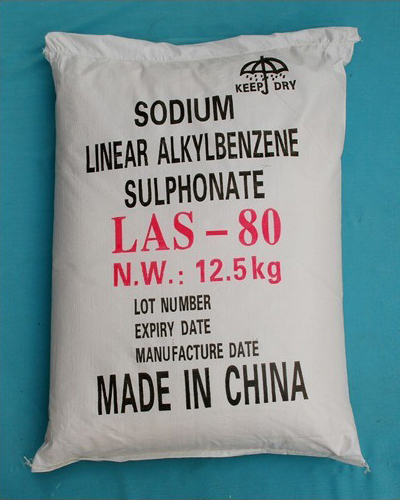 KEEP DRY
SODIUM
LINEAR ALKYLBENZENE
SULPHONATE
LAS-80
N.W.: 12.5kg
LOT NUMBER
EXPIRY DATE
MANUFACTURE DATE
MADE IN CHINA